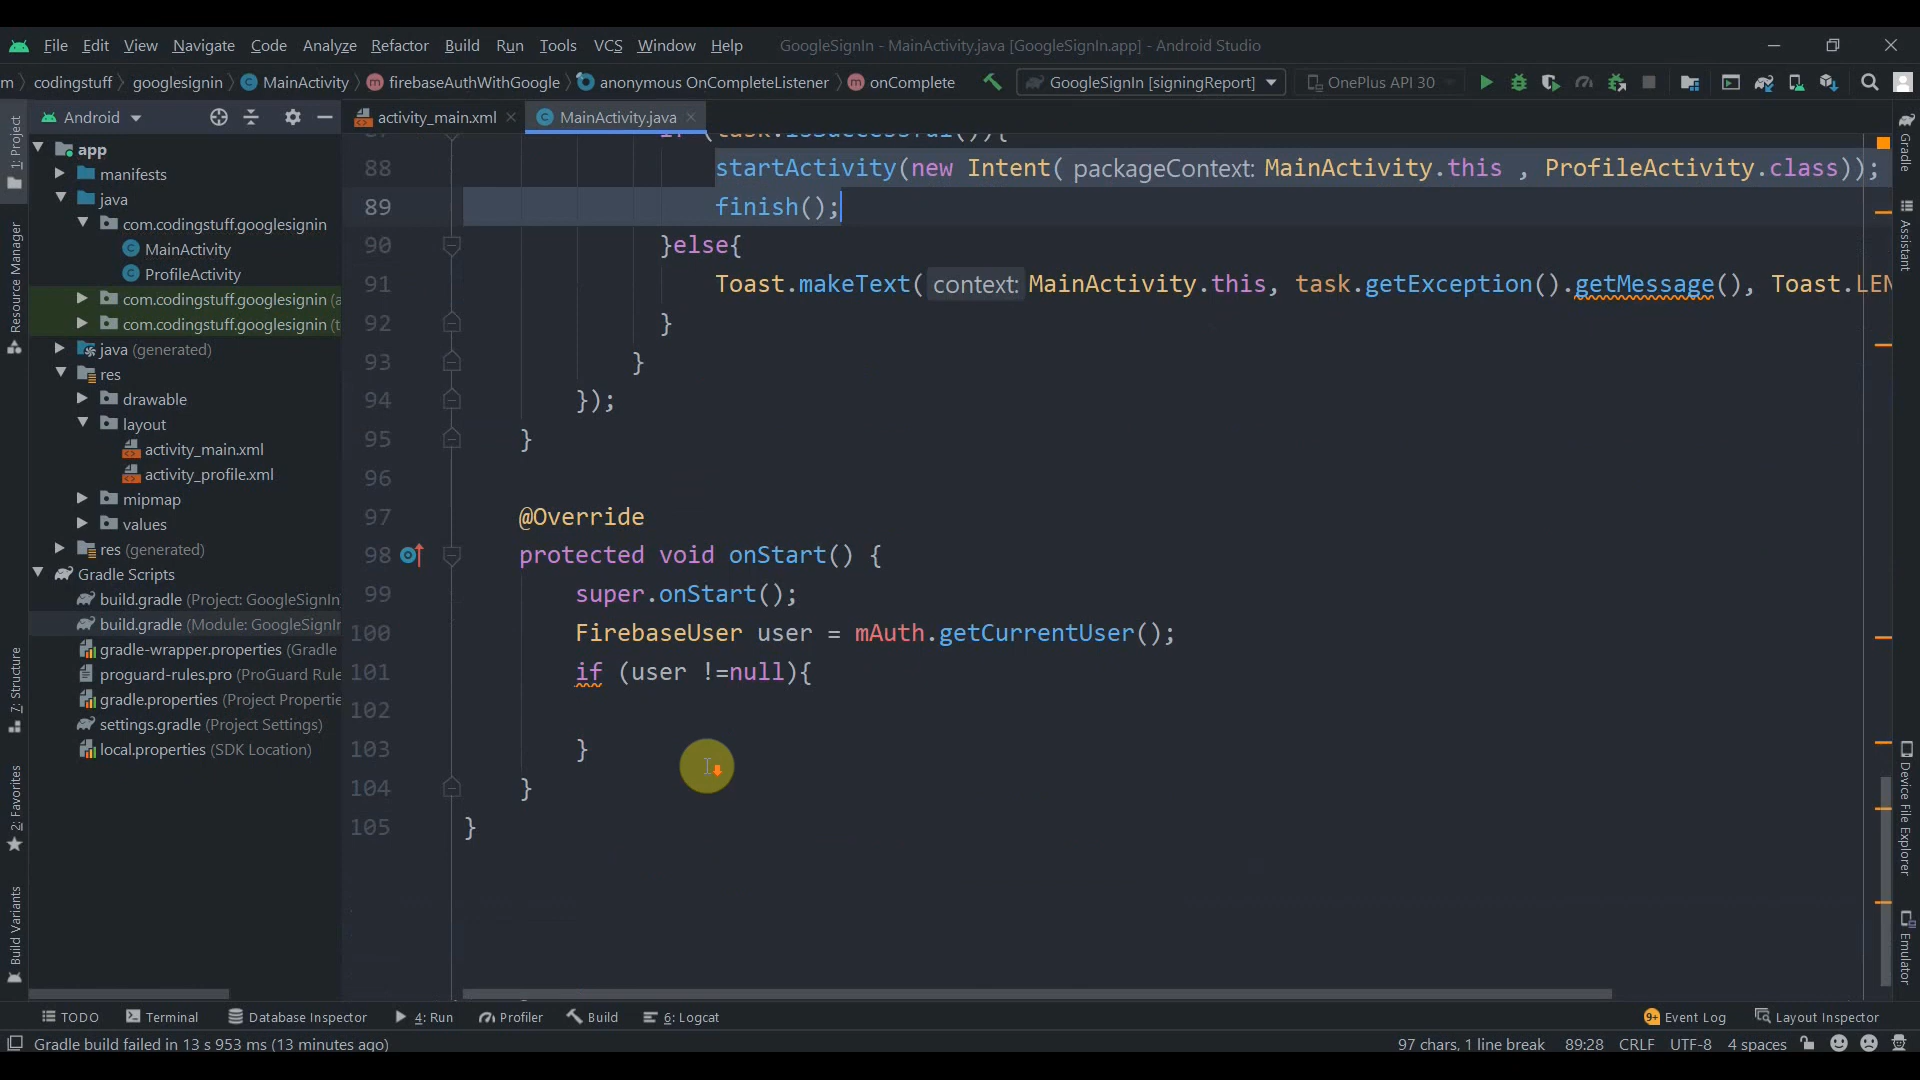 File Edit View Navigate Code Analyze Refactor Build Run Tools VCS Window Help GoogleSignIn - MainActivity.java [GoogleSignIn.app] - Android Studio
m codingstuff googlesignin MainActivity firebaseAuthWithGoogle anonymous OnCompleteListener onComplete GoogleSignIn [signingReport] OnePlus API 30
Android activity_main.xml MainActivity.java
1: Project
Resource Manager
7: Structure
2: Favorites
Build Variants
app
manifests
java
com.codingstuff.googlesignin
MainActivity
ProfileActivity
com.codingstuff.googlesignin (a
com.codingstuff.googlesignin (t
java (generated)
res
drawable
layout
activity_main.xml
activity_profile.xml
mipmap
values
res (generated)
Gradle Scripts
build.gradle (Project: GoogleSignIn
build.gradle (Module: GoogleSignIn
gradle-wrapper.properties (Gradle
proguard-rules.pro (ProGuard Rule
gradle.properties (Project Propertie
settings.gradle (Project Settings)
local.properties (SDK Location)
87 if (task.isSuccessful()){
88 startActivity(new Intent( packageContext: MainActivity.this , ProfileActivity.class));
89 finish();
90 }else{
91 Toast.makeText( context: MainActivity.this, task.getException().getMessage(), Toast.LEN
92 }
93 }
94 });
95 }
96
97 @Override
98 protected void onStart() {
99 super.onStart();
100 FirebaseUser user = mAuth.getCurrentUser();
101 if (user !=null){
102
103 }
104 }
105 }
Gradle
Assistant
Device File Explorer
Emulator
TODO Terminal Database Inspector 4: Run Profiler Build 6: Logcat 9+ Event Log Layout Inspector
Gradle build failed in 13 s 953 ms (13 minutes ago) 97 chars, 1 line break 89:28 CRLF UTF-8 4 spaces